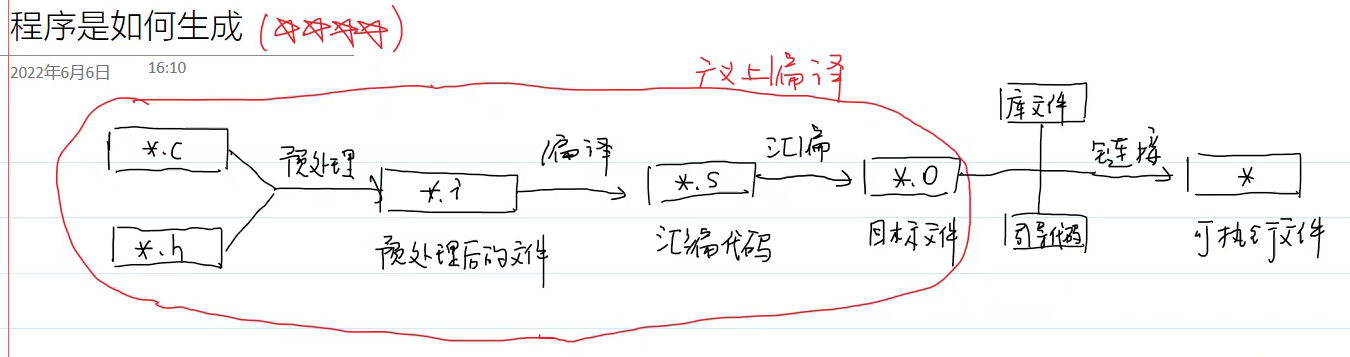 程序是如何生成 (☆☆☆☆)
2022年6月6日 16:10
广义上编译
库文件
*.c
预处理
编译
汇编
链接
*.i
*.s
*.o
*
*.h
引导代码
预处理后的文件
汇编代码
目标文件
可执行文件